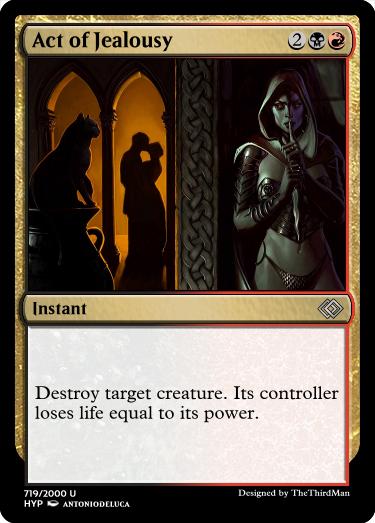 Act of Jealousy 2
Instant
Destroy target creature. Its controller
loses life equal to its power.
719/2000 U
HYP ANTONIODELUCA
Designed by TheThirdMan